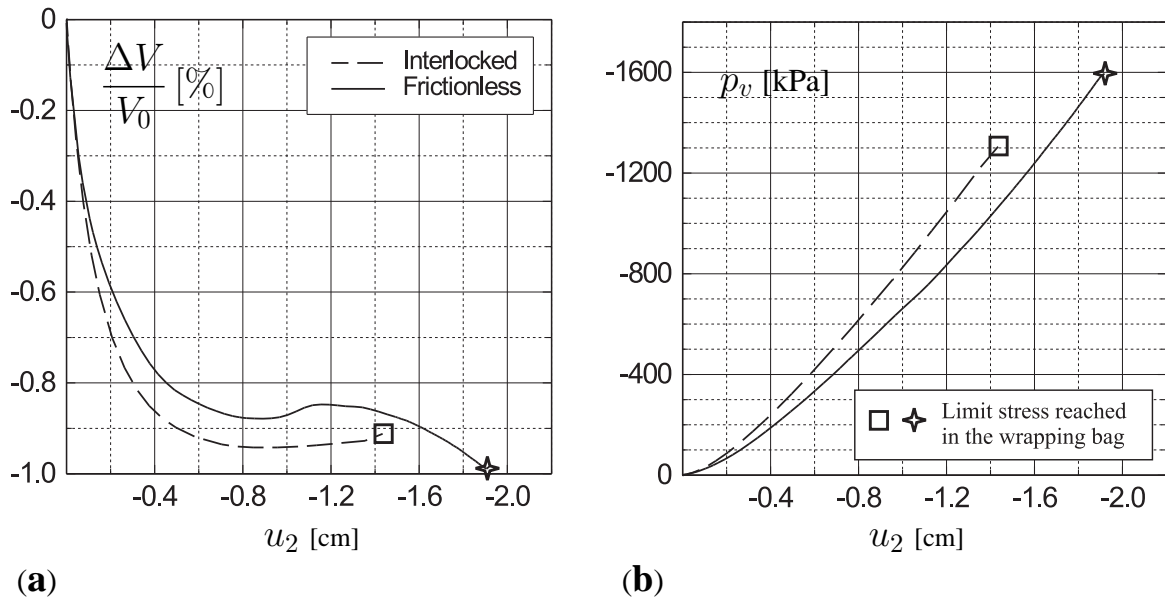 0
-0.2
-0.4
-0.6
-0.8
-1.0
ΔV
V₀
[%]
Interlocked
Frictionless
-0.4 -0.8 -1.2 -1.6 -2.0
u₂ [cm]
(a)
-1600
-1200
-800
-400
0
pᵥ [kPa]
Limit stress reached
in the wrapping bag
-0.4 -0.8 -1.2 -1.6 -2.0
u₂ [cm]
(b)